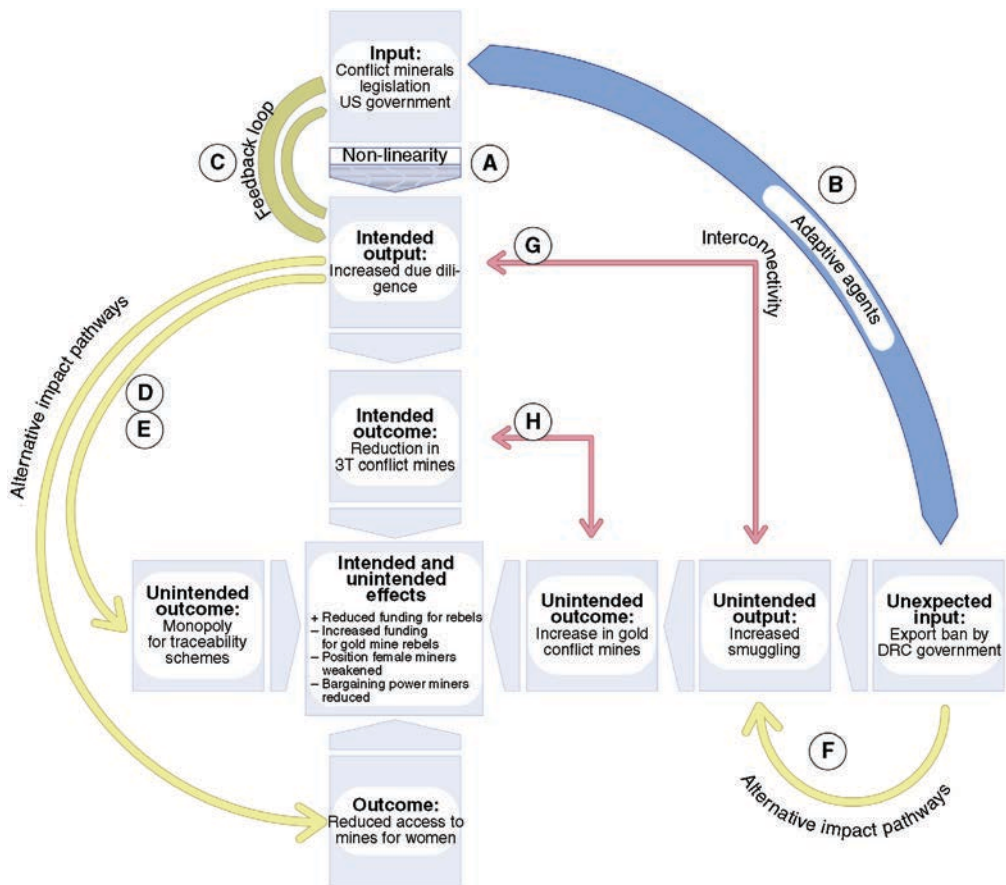 Input:
Conflict minerals
legislation
US government
Feedback loop
C
Non-linearity
A
B
Adaptive agents
Interconnectivity
G
Intended
output:
Increased due dili-
gence
Alternative impact pathways
D
E
H
Intended
outcome:
Reduction in
3T conflict mines
Unintended
outcome:
Monopoly
for traceability
schemes
Intended and
unintended
effects
+ Reduced funding for rebels
– Increased funding
for gold mine rebels
– Position female miners
weakened
– Bargaining power miners
reduced
Unintended
outcome:
Increase in gold
conflict mines
Unintended
output:
Increased
smuggling
Unexpected
input:
Export ban by
DRC government
F
Alternative impact pathways
Outcome:
Reduced access to
mines for women